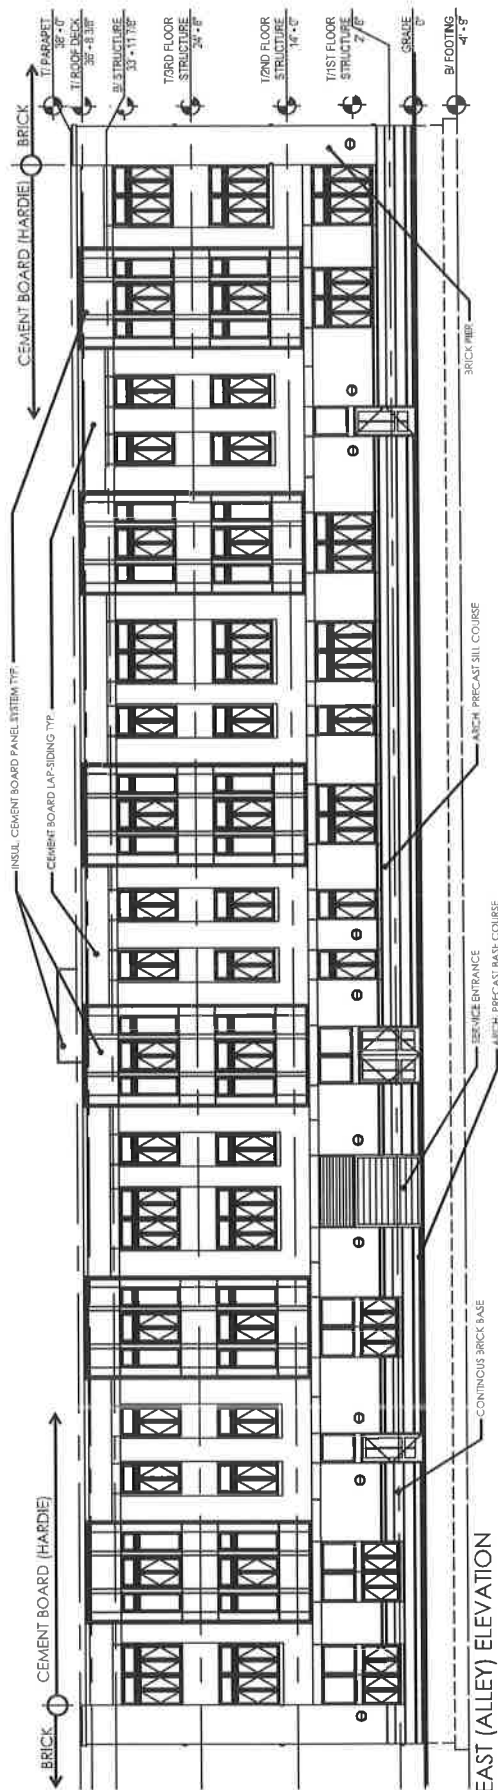 BRICK
CEMENT BOARD (HARDIE)
INSUL. CEMENT BOARD PANEL SYSTEM TYP.
CEMENT BOARD LAP-SIDING TYP.
CEMENT BOARD (HARDIE)
BRICK
T/ PARAPET
38' - 0"
T/ ROOF DECK
36' - 8 3/8"
B/ STRUCTURE
33' - 11 7/8"
T/3RD FLOOR
STRUCTURE
24' - 8"
T/2ND FLOOR
STRUCTURE
14' - 0"
T/1ST FLOOR
STRUCTURE
2' - 8"
GRADE
0"
B/ FOOTING
-4' - 9"
BRICK PIER
ARCH. PRECAST SILL COURSE
ARCH. PRECAST BASE COURSE
SERVICE ENTRANCE
CONTINOUS BRICK BASE
EAST (ALLEY) ELEVATION